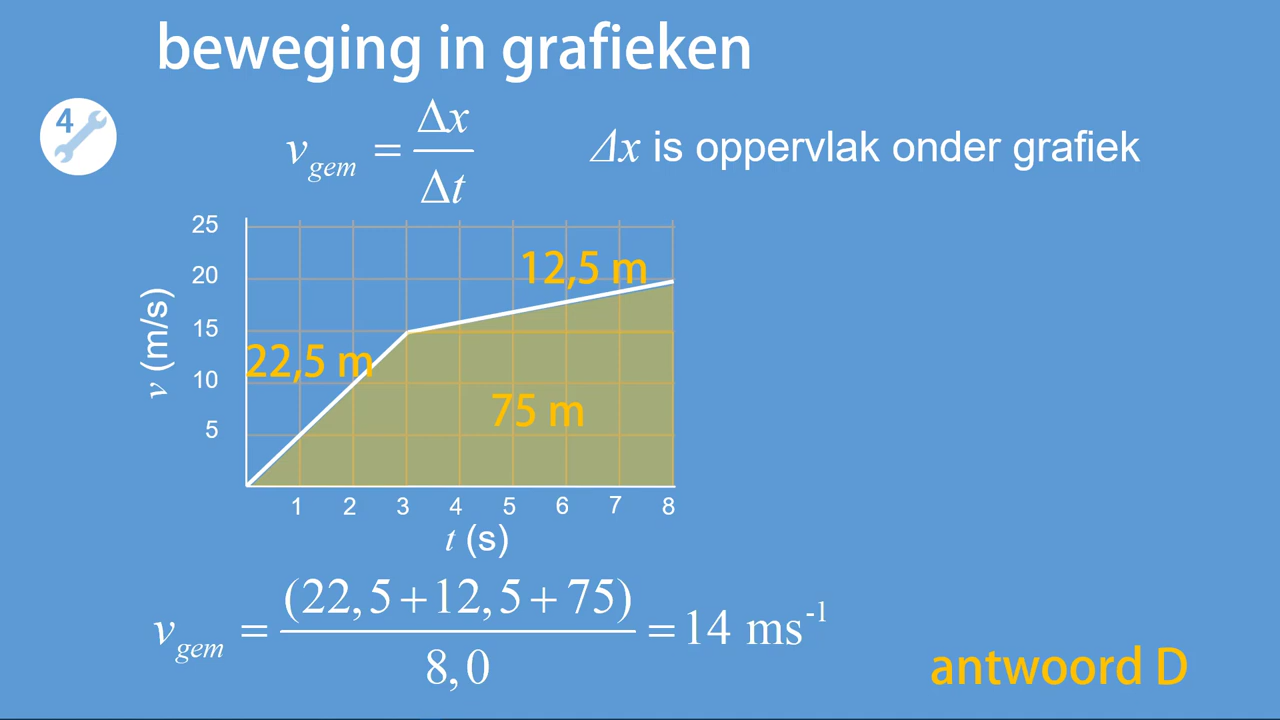 beweging in grafieken
4
v_gem = Δx / Δt
Δx is oppervlak onder grafiek
25
20
15
10
5
v (m/s)
12,5 m
22,5 m
75 m
1 2 3 4 5 6 7 8
t (s)
v_gem = (22,5+12,5+75) / 8,0 = 14 ms^-1
antwoord D